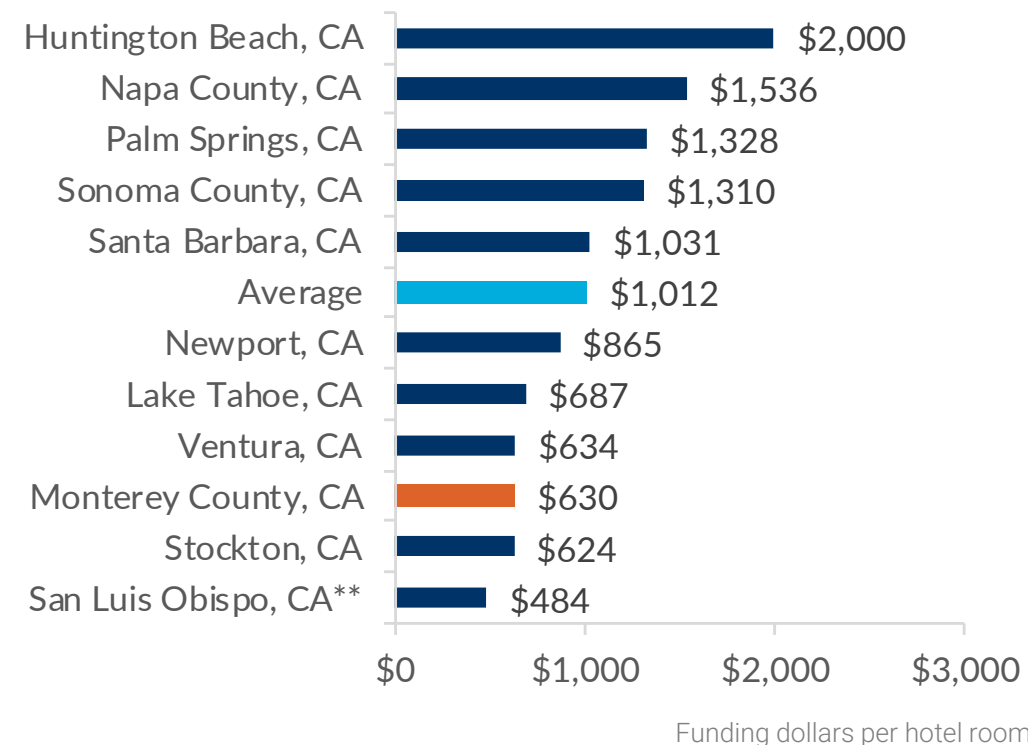 Huntington Beach, CA $2,000
Napa County, CA $1,536
Palm Springs, CA $1,328
Sonoma County, CA $1,310
Santa Barbara, CA $1,031
Average $1,012
Newport, CA $865
Lake Tahoe, CA $687
Ventura, CA $634
Monterey County, CA $630
Stockton, CA $624
San Luis Obispo, CA** $484
$0 $1,000 $2,000 $3,000
Funding dollars per hotel room